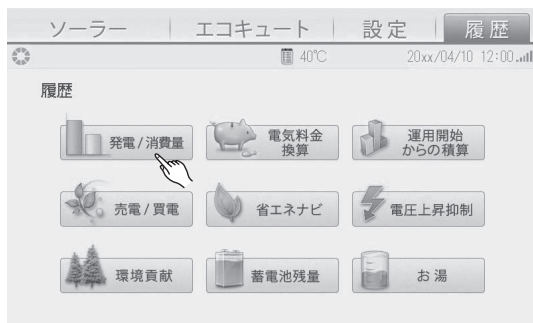 ソーラー エコキュート 設定 履歴
40℃ 20xx/04/10 12:00
履歴
発電/消費量 電気料金換算 運用開始からの積算
売電/買電 省エネナビ 電圧上昇抑制
環境貢献 蓄電池残量 お湯